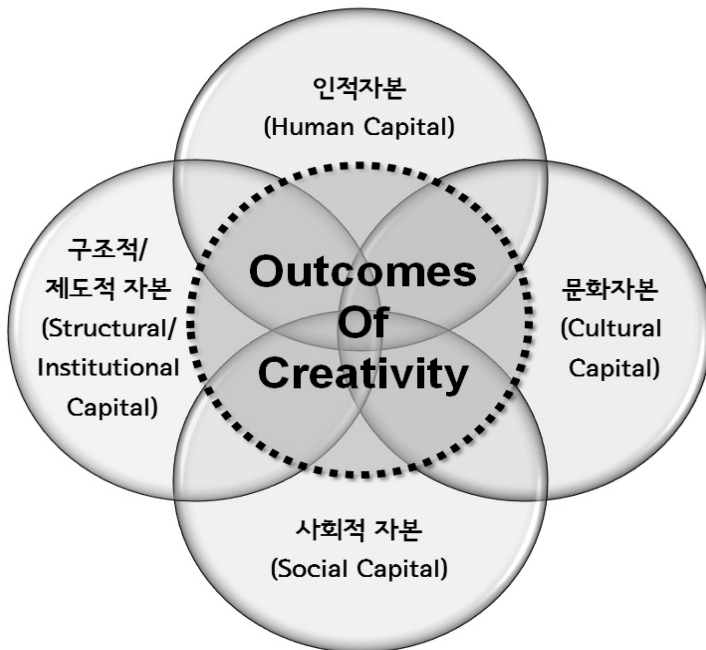 인적자본
(Human Capital)
구조적/
제도적 자본
(Structural/
Institutional
Capital)
Outcomes
Of
Creativity
문화자본
(Cultural
Capital)
사회적 자본
(Social Capital)